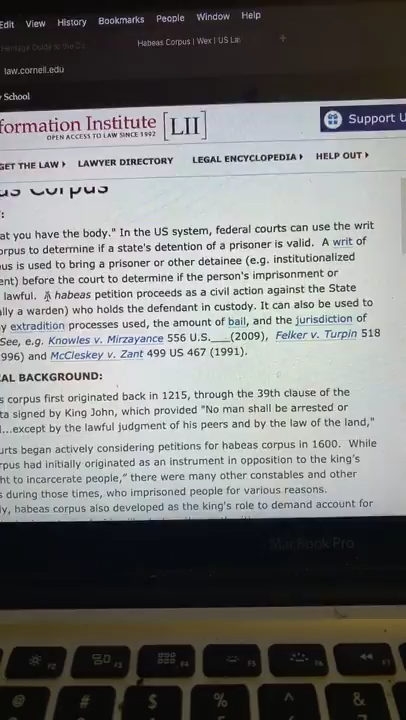 Edit View History Bookmarks People Window Help
Habeas Corpus | Wex | US La
law.cornell.edu
School
formation Institute [LII]
OPEN ACCESS TO LAW SINCE 1992
Support U
GET THE LAW LAWYER DIRECTORY LEGAL ENCYCLOPEDIA HELP OUT
us Corpus
:
at you have the body." In the US system, federal courts can use the writ
orpus to determine if a state's detention of a prisoner is valid. A writ of
us is used to bring a prisoner or other detainee (e.g. institutionalized
ent) before the court to determine if the person's imprisonment or
lawful. A habeas petition proceeds as a civil action against the State
lly a warden) who holds the defendant in custody. It can also be used to
y extradition processes used, the amount of bail, and the jurisdiction of
See, e.g. Knowles v. Mirzayance 556 U.S.___(2009), Felker v. Turpin 518
996) and McCleskey v. Zant 499 US 467 (1991).
AL BACKGROUND:
s corpus first originated back in 1215, through the 39th clause of the
ta signed by King John, which provided "No man shall be arrested or
...except by the lawful judgment of his peers and by the law of the land,"
urts began actively considering petitions for habeas corpus in 1600. While
rpus had initially originated as an instrument in opposition to the king's
ht to incarcerate people," there were many other constables and other
s during those times, who imprisoned people for various reasons.
ly, habeas corpus also developed as the king's role to demand account for
MacBook Pro
F2 F3 F4 F5 F6 F7
@ # $ % ^ &